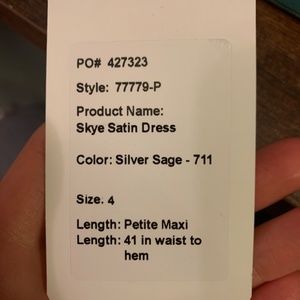 PO# 427323
Style: 77779-P
Product Name:
Skye Satin Dress
Color: Silver Sage - 711
Size: 4
Length: Petite Maxi
Length: 41 in waist to
hem